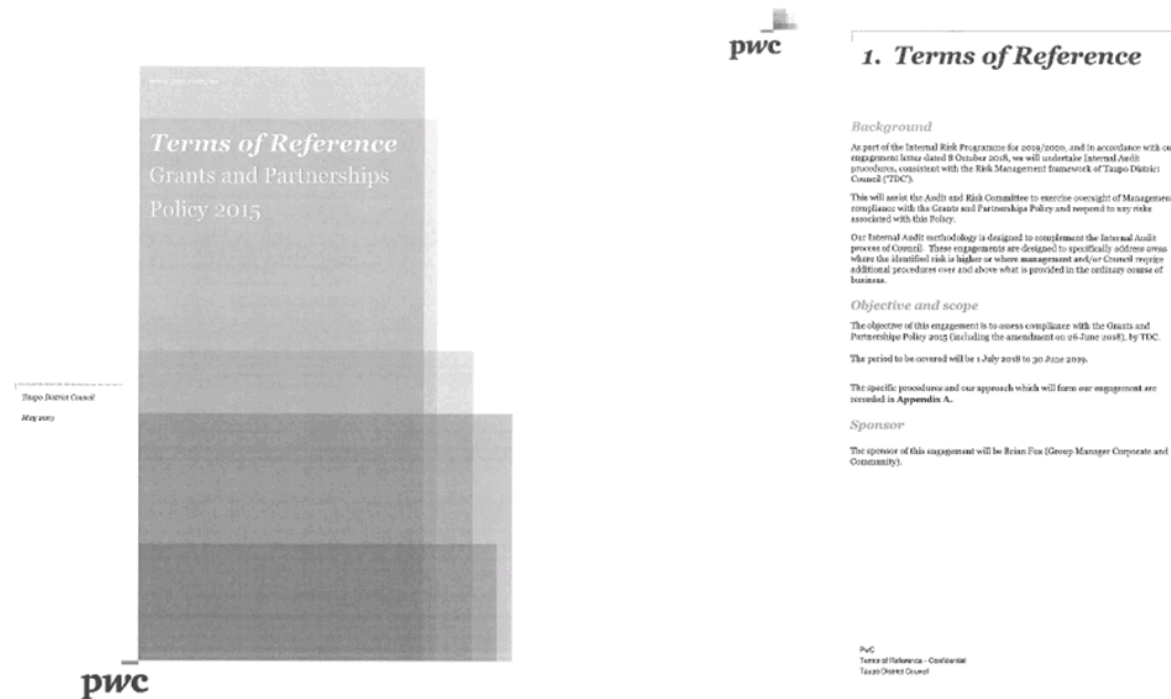 www.pwc.com/nz
Terms of Reference
Grants and Partnerships
Policy 2015
Taupo District Council
May 2019
pwc
pwc
1. Terms of Reference
Background
As part of the Internal Risk Programme for 2019/2020, and in accordance with ou
engagement letter dated 8 October 2018, we will undertake Internal Audit
procedures, consistent with the Risk Management framework of Taupo District
Council ("TDC").
This will assist the Audit and Risk Committee to exercise oversight of Management
compliance with the Grants and Partnerships Policy and respond to any risks
associated with this Policy.
Our Internal Audit methodology is designed to complement the Internal Audit
process of Council. These engagements are designed to specifically address areas
where the identified risk is higher or where management and/or Council require
additional procedures over and above what is provided in the ordinary course of
business.
Objective and scope
The objective of this engagement is to assess compliance with the Grants and
Partnerships Policy 2015 (including the amendment on 26 June 2018), by TDC.
The period to be covered will be 1 July 2018 to 30 June 2019.
The specific procedures and our approach which will form our engagement are
recorded in Appendix A.
Sponsor
The sponsor of this engagement will be Brian Fox (Group Manager Corporate and
Community).
PwC
Terms of Reference - Confidential
Taupo District Council